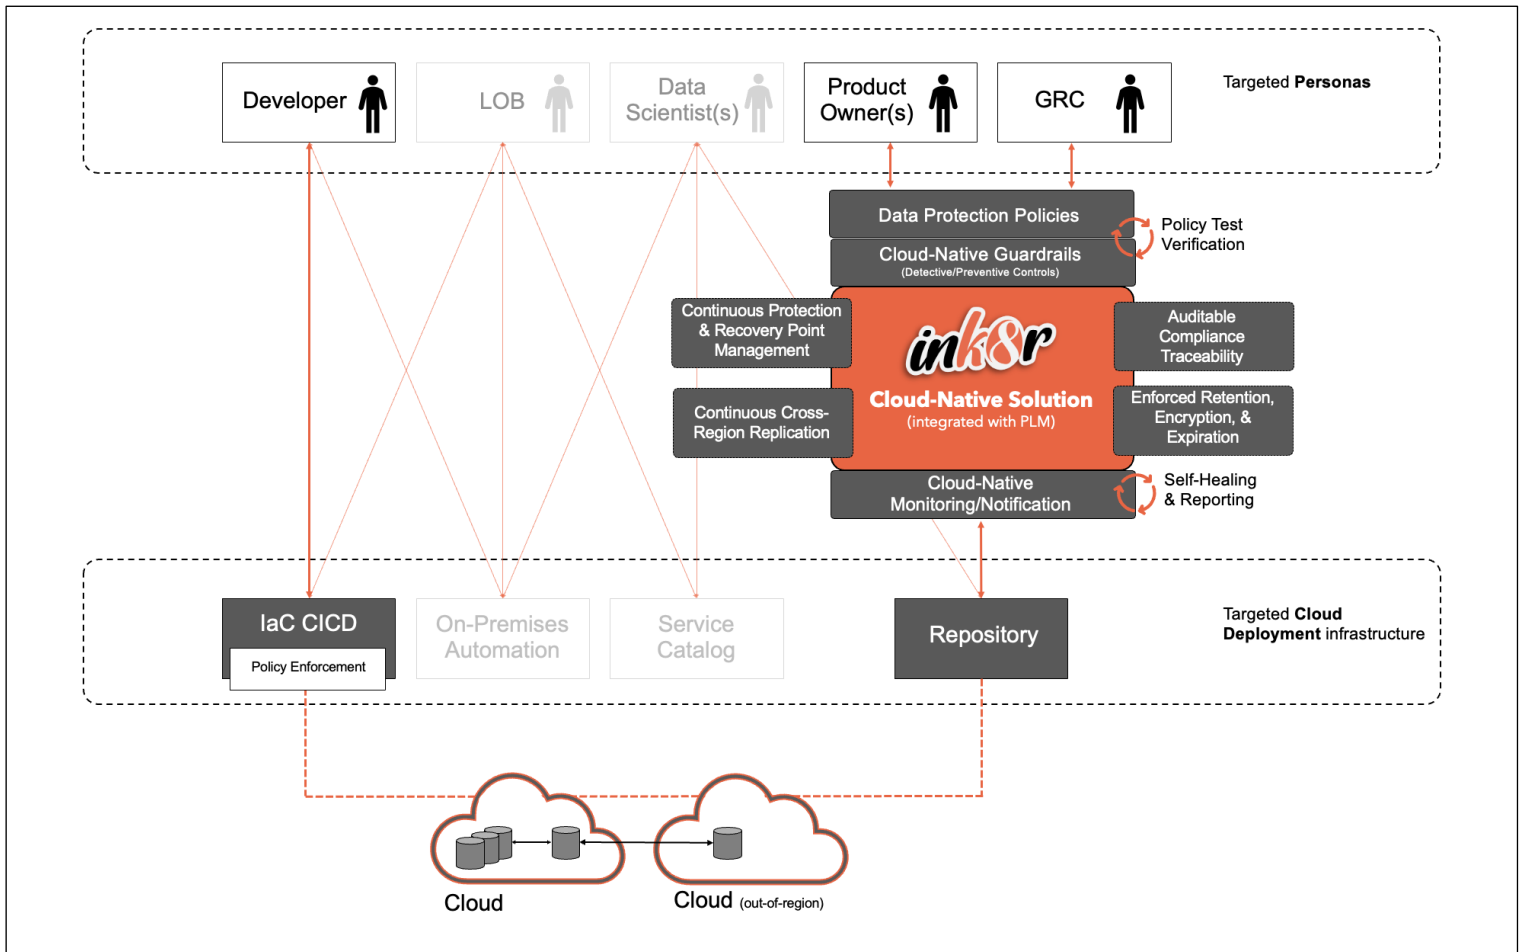 Developer
LOB
Data
Scientist(s)
Product
Owner(s)
GRC
Targeted Personas
Data Protection Policies
Cloud-Native Guardrails
(Detective/Preventive Controls)
Policy Test
Verification
Continuous Protection
& Recovery Point
Management
Continuous Cross-
Region Replication
ink8r
Cloud-Native Solution
(integrated with PLM)
Auditable
Compliance
Traceability
Enforced Retention,
Encryption, &
Expiration
Cloud-Native
Monitoring/Notification
Self-Healing
& Reporting
IaC CICD
Policy Enforcement
On-Premises
Automation
Service
Catalog
Repository
Targeted Cloud
Deployment infrastructure
Cloud
Cloud (out-of-region)